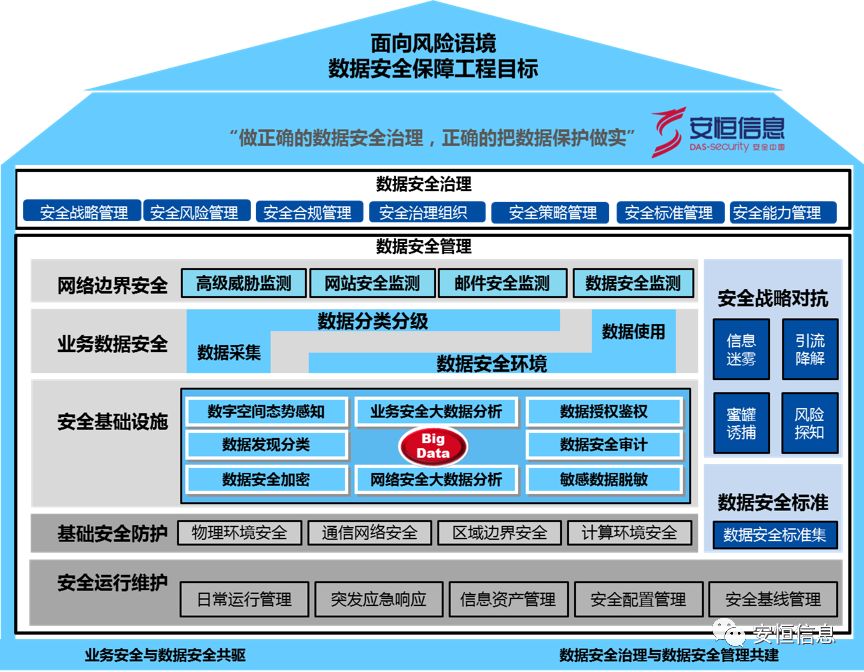 面向风险语境
数据安全保障工程目标
“做正确的数据安全治理，正确的把数据保护做实”
安恒信息
DAS-security 安全中国
数据安全治理
安全战略管理 安全风险管理 安全合规管理 安全治理组织 安全策略管理 安全标准管理 安全能力管理
数据安全管理
网络边界安全 高级威胁监测 网站安全监测 邮件安全监测 数据安全监测
业务数据安全 数据采集 数据分类分级 数据安全环境 数据使用
安全基础设施
数字空间态势感知 业务安全大数据分析 数据授权鉴权
数据发现分类 Big Data 数据安全审计
数据安全加密 网络安全大数据分析 敏感数据脱敏
基础安全防护 物理环境安全 通信网络安全 区域边界安全 计算环境安全
安全运行维护
日常运行管理 突发应急响应 信息资产管理 安全配置管理 安全基线管理
安全战略对抗
信息迷雾 引流降解
蜜罐诱捕 风险探知
数据安全标准
数据安全标准集
安恒信息
业务安全与数据安全共驱 数据安全治理与数据安全管理共建